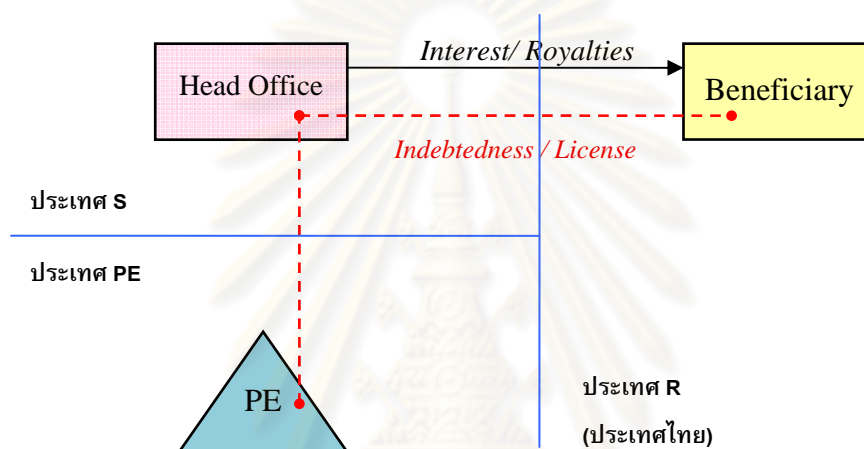 Interest/ Royalties
Head Office
Beneficiary
Indebtedness / License
ประเทศ S
ประเทศ PE
PE
ประเทศ R
(ประเทศไทย)